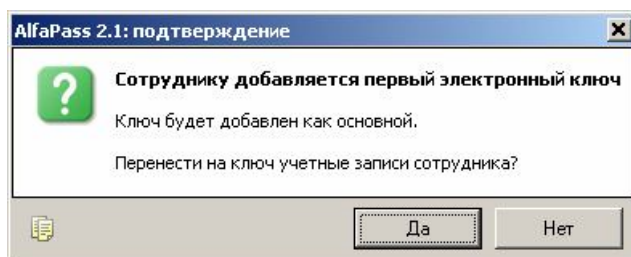 AlfaPass 2.1: подтверждение
Сотруднику добавляется первый электронный ключ
Ключ будет добавлен как основной.
Перенести на ключ учетные записи сотрудника?
Да
Нет